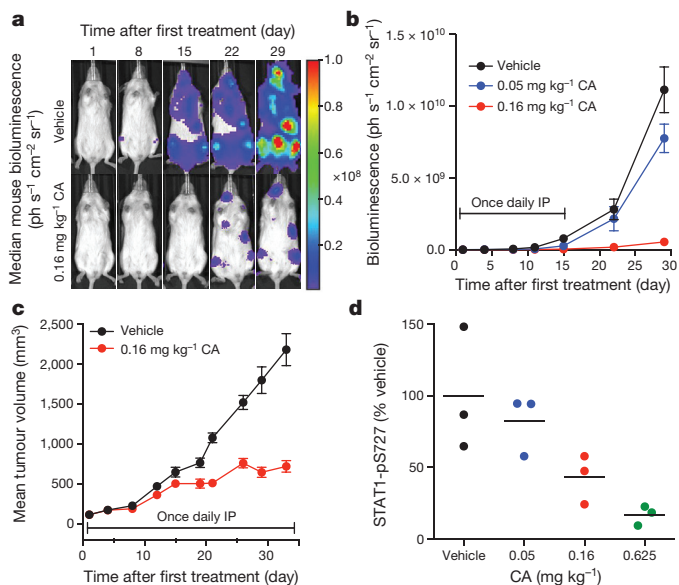 a
Time after first treatment (day)
1 8 15 22 29
Median mouse bioluminescence
(ph s⁻¹ cm⁻² sr⁻¹)
Vehicle
0.16 mg kg⁻¹ CA
1.0
0.8
0.6
×10⁸
0.4
0.2
b
Bioluminescence (ph s⁻¹ cm⁻² sr⁻¹)
1.5 × 10¹⁰
1.0 × 10¹⁰
5.0 × 10⁹
0.0
Vehicle
0.05 mg kg⁻¹ CA
0.16 mg kg⁻¹ CA
Once daily IP
0 5 10 15 20 25 30
Time after first treatment (day)
c
Mean tumour volume (mm³)
2,500
2,000
1,500
1,000
500
0
Vehicle
0.16 mg kg⁻¹ CA
Once daily IP
0 10 20 30
Time after first treatment (day)
d
STAT1-pS727 (% vehicle)
150
100
50
0
Vehicle 0.05 0.16 0.625
CA (mg kg⁻¹)